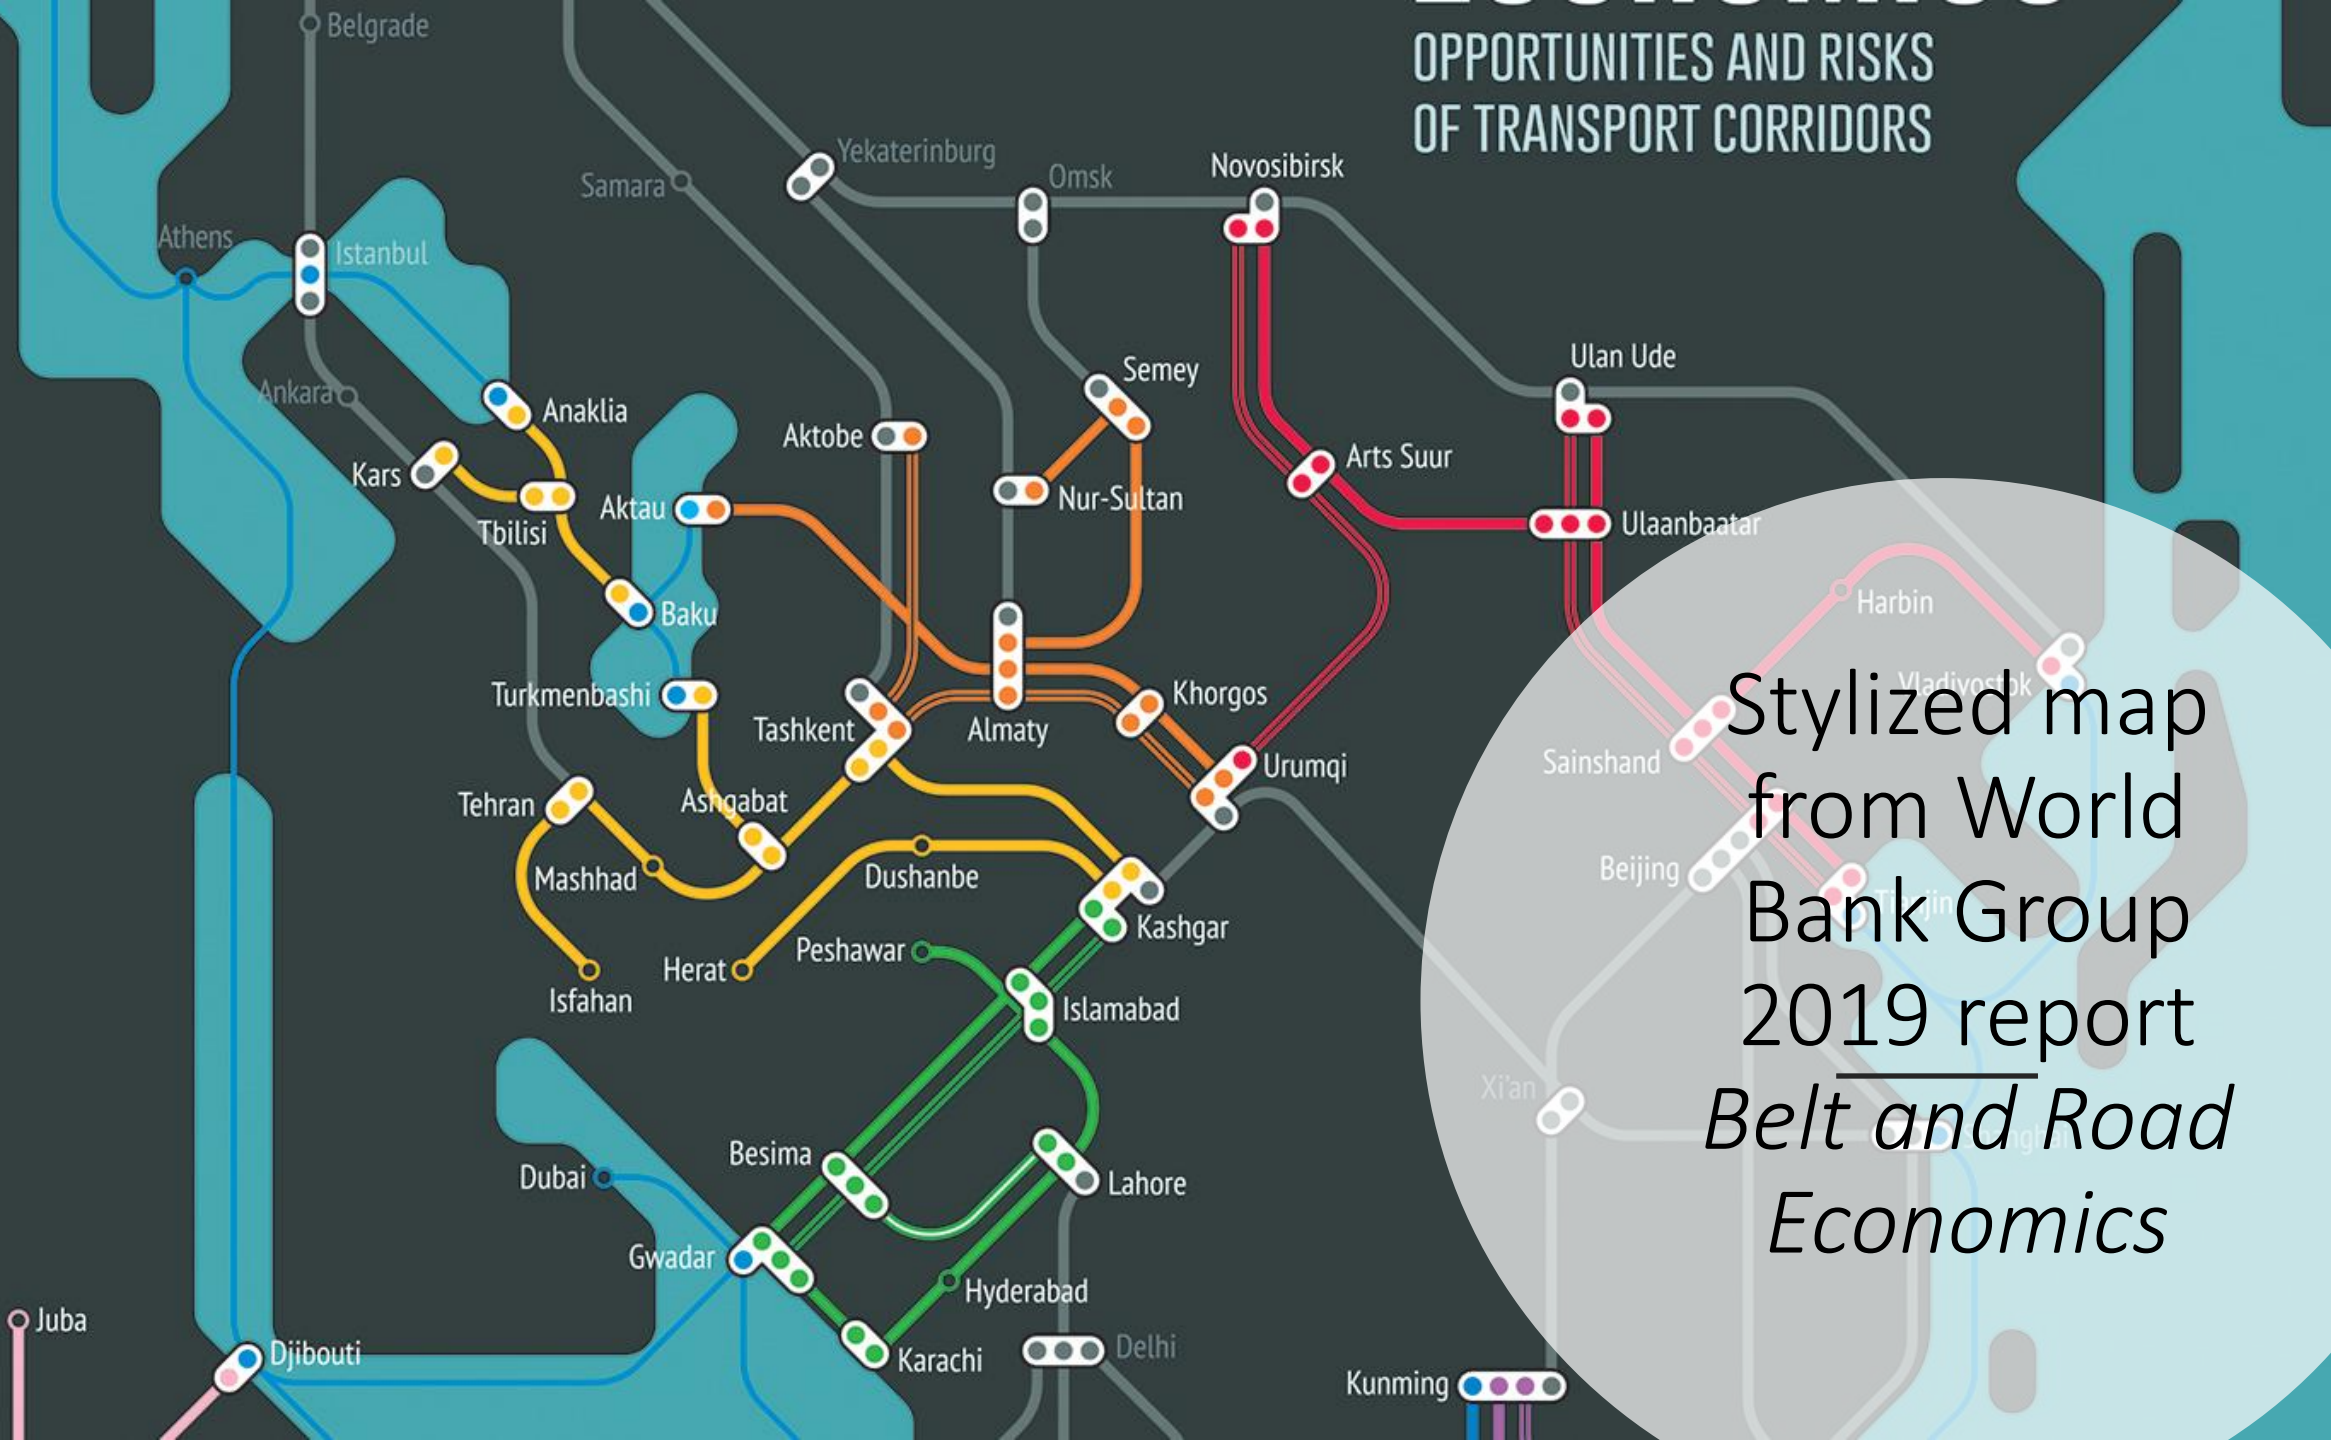 Belgrade
OPPORTUNITIES AND RISKS
OF TRANSPORT CORRIDORS
Yekaterinburg
Samara
Omsk
Novosibirsk
Athens
Istanbul
Ulan Ude
Semey
Ankara
Anaklia
Aktobe
Arts Suur
Kars
Nur-Sultan
Aktau
Tbilisi
Ulaanbaatar
Baku
Harbin
Vladivostok
Turkmenbashi
Khorgos
Tashkent
Almaty
Urumqi
Sainshand
Tehran
Ashgabat
Beijing
Mashhad
Dushanbe
Tianjin
Kashgar
Peshawar
Herat
Isfahan
Islamabad
Xi'an
Shanghai
Besima
Dubai
Lahore
Gwadar
Hyderabad
Juba
Djibouti
Karachi
Delhi
Kunming
Stylized map
from World
Bank Group
2019 report
Belt and Road
Economics